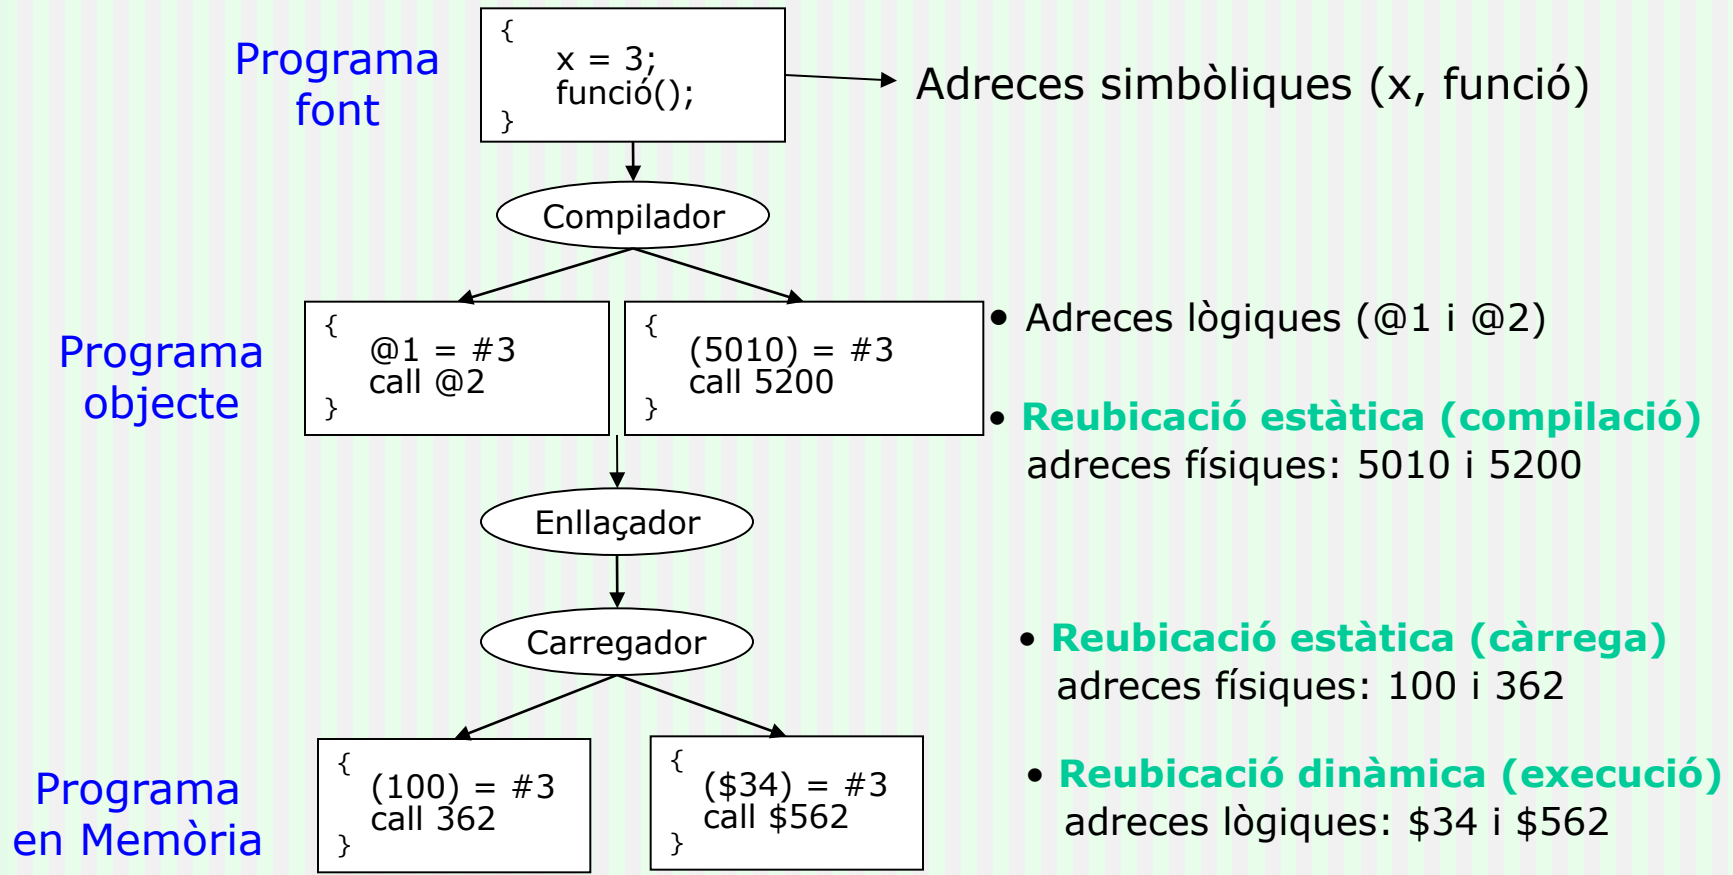 Programa
font
{
x = 3;
funció();
}
Adreces simbòliques (x, funció)
Compilador
Programa
objecte
{
@1 = #3
call @2
}
{
(5010) = #3
call 5200
}
• Adreces lògiques (@1 i @2)
• Reubicació estàtica (compilació)
adreces físiques: 5010 i 5200
Enllaçador
Carregador
• Reubicació estàtica (càrrega)
adreces físiques: 100 i 362
Programa
en Memòria
{
(100) = #3
call 362
}
{
($34) = #3
call $562
}
• Reubicació dinàmica (execució)
adreces lògiques: $34 i $562